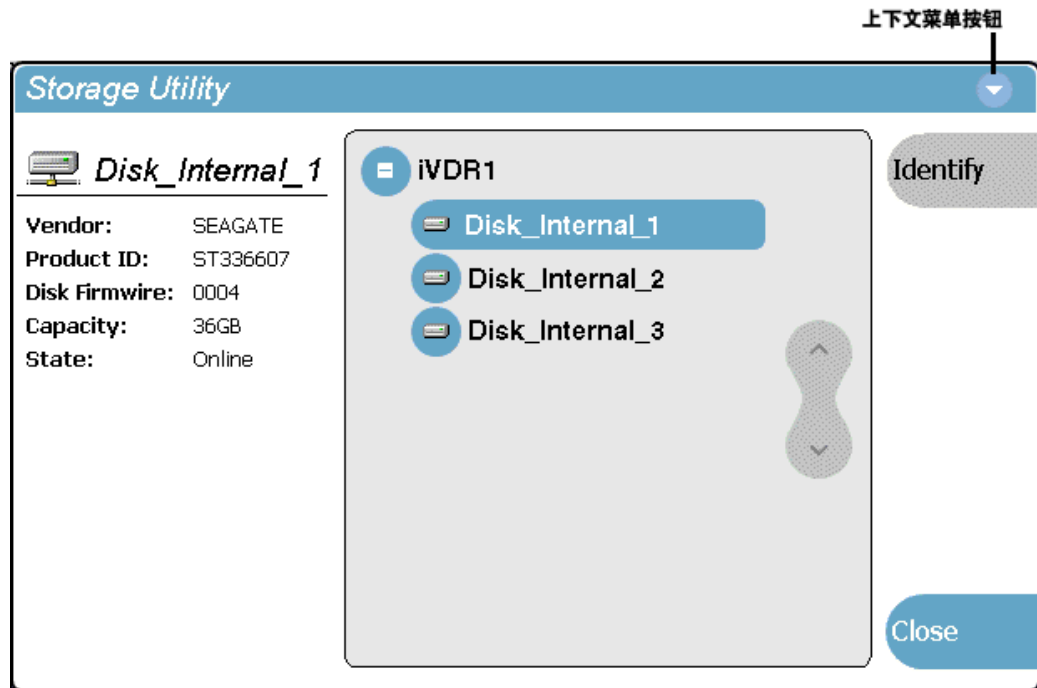 上下文菜单按钮
Storage Utility
Disk_Internal_1
Vendor: SEAGATE
Product ID: ST336607
Disk Firmwire: 0004
Capacity: 36GB
State: Online
iVDR1
Disk_Internal_1
Disk_Internal_2
Disk_Internal_3
Identify
Close